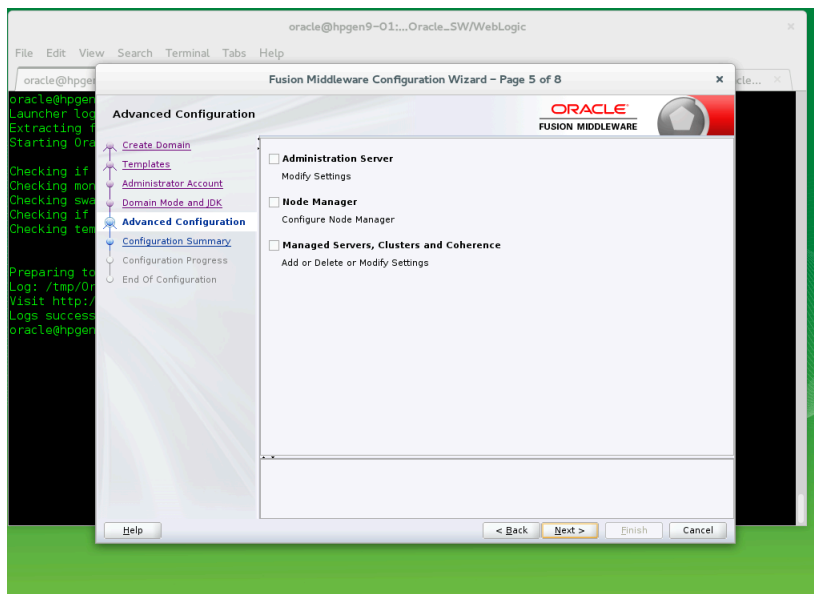 oracle@hpgen9-01:...Oracle_SW/WebLogic
File Edit View Search Terminal Tabs Help
oracle@hpge
cle...
Fusion Middleware Configuration Wizard - Page 5 of 8
oracle@hpgen
Launcher log
Extracting f
Starting Ora
Checking if
Checking mon
Checking swa
Checking if
Checking tem
Preparing to
Log: /tmp/Or
Visit http:/
Logs success
oracle@hpgen
Advanced Configuration
ORACLE
FUSION MIDDLEWARE
Create Domain
Templates
Administrator Account
Domain Mode and JDK
Advanced Configuration
Configuration Summary
Configuration Progress
End Of Configuration
Administration Server
Modify Settings
Node Manager
Configure Node Manager
Managed Servers, Clusters and Coherence
Add or Delete or Modify Settings
Help
< Back
Next >
Finish
Cancel